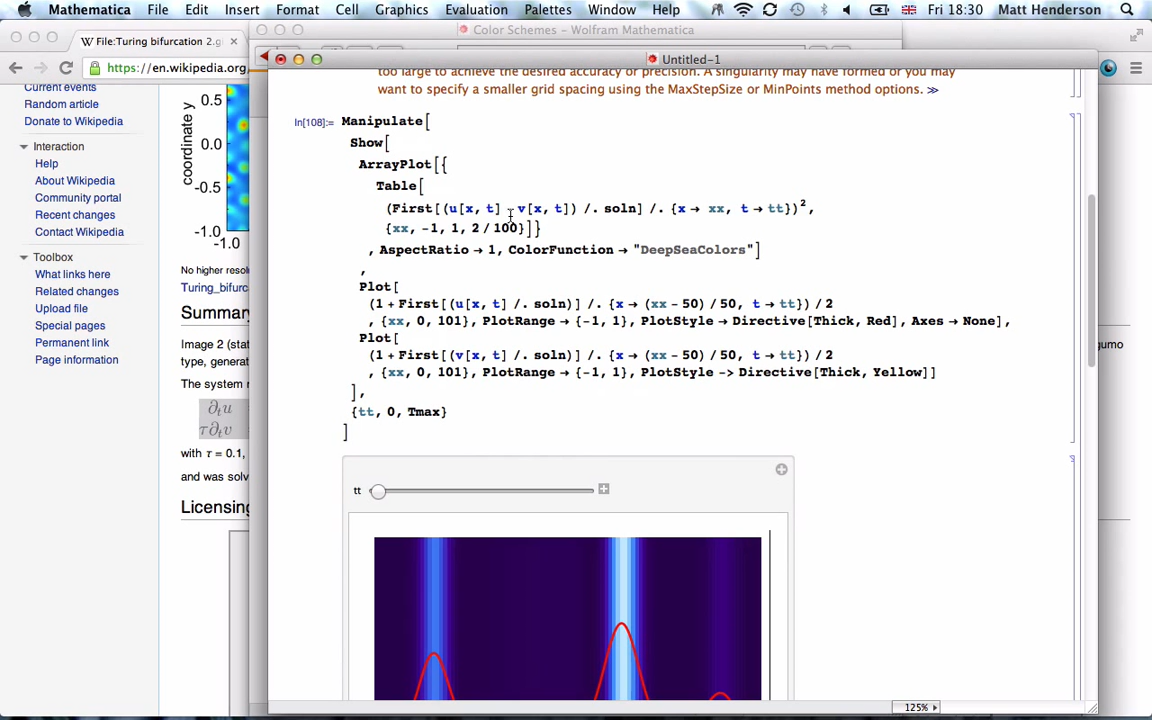 Mathematica File Edit Insert Format Cell Graphics Evaluation Palettes Window Help Fri 18:30 Matt Henderson
File:Turing bifurcation 2.g
Color Schemes - Wolfram Mathematica
https://en.wikipedia.org
Untitled-1
Current events
Random article
Donate to Wikipedia
Interaction
Help
About Wikipedia
Community portal
Recent changes
Contact Wikipedia
Toolbox
What links here
Related changes
Upload file
Special pages
Permanent link
Page information
coordinate y
0.5
0.0
-0.5
-1.0
-1.0
No higher resol
Turing_bifurc
Summar
Image 2 (stat
type, generat
The system r
∂tu
τ∂tv
with τ = 0.1,
and was solv
Licensing
gumo
too large to achieve the desired accuracy or precision. A singularity may have formed or you may
want to specify a smaller grid spacing using the MaxStepSize or MinPoints method options. ≫
In[108]:= Manipulate[
Show[
ArrayPlot[{
Table[
(First[(u[x, t] - v[x, t]) /. soln] /. {x → xx, t → tt})²,
{xx, -1, 1, 2 / 100}]}
, AspectRatio → 1, ColorFunction → "DeepSeaColors"]
,
Plot[
(1 + First[(u[x, t] /. soln)] /. {x → (xx - 50) / 50, t → tt}) / 2
, {xx, 0, 101}, PlotRange → {-1, 1}, PlotStyle → Directive[Thick, Red], Axes → None],
Plot[
(1 + First[(v[x, t] /. soln)] /. {x → (xx - 50) / 50, t → tt}) / 2
, {xx, 0, 101}, PlotRange → {-1, 1}, PlotStyle -> Directive[Thick, Yellow]]
],
{tt, 0, Tmax}
]
tt
125%